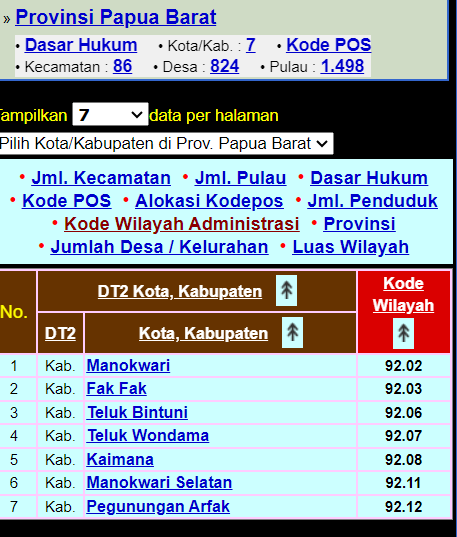 » Provinsi Papua Barat
• Dasar Hukum • Kota/Kab. : 7 • Kode POS
• Kecamatan : 86 • Desa : 824 • Pulau : 1.498
Tampilkan 7 data per halaman
Pilih Kota/Kabupaten di Prov. Papua Barat
• Jml. Kecamatan • Jml. Pulau • Dasar Hukum
• Kode POS • Alokasi Kodepos • Jml. Penduduk
• Kode Wilayah Administrasi • Provinsi
• Jumlah Desa / Kelurahan • Luas Wilayah
No. DT2 Kota, Kabupaten Kode Wilayah
DT2 Kota, Kabupaten
1 Kab. Manokwari 92.02
2 Kab. Fak Fak 92.03
3 Kab. Teluk Bintuni 92.06
4 Kab. Teluk Wondama 92.07
5 Kab. Kaimana 92.08
6 Kab. Manokwari Selatan 92.11
7 Kab. Pegunungan Arfak 92.12